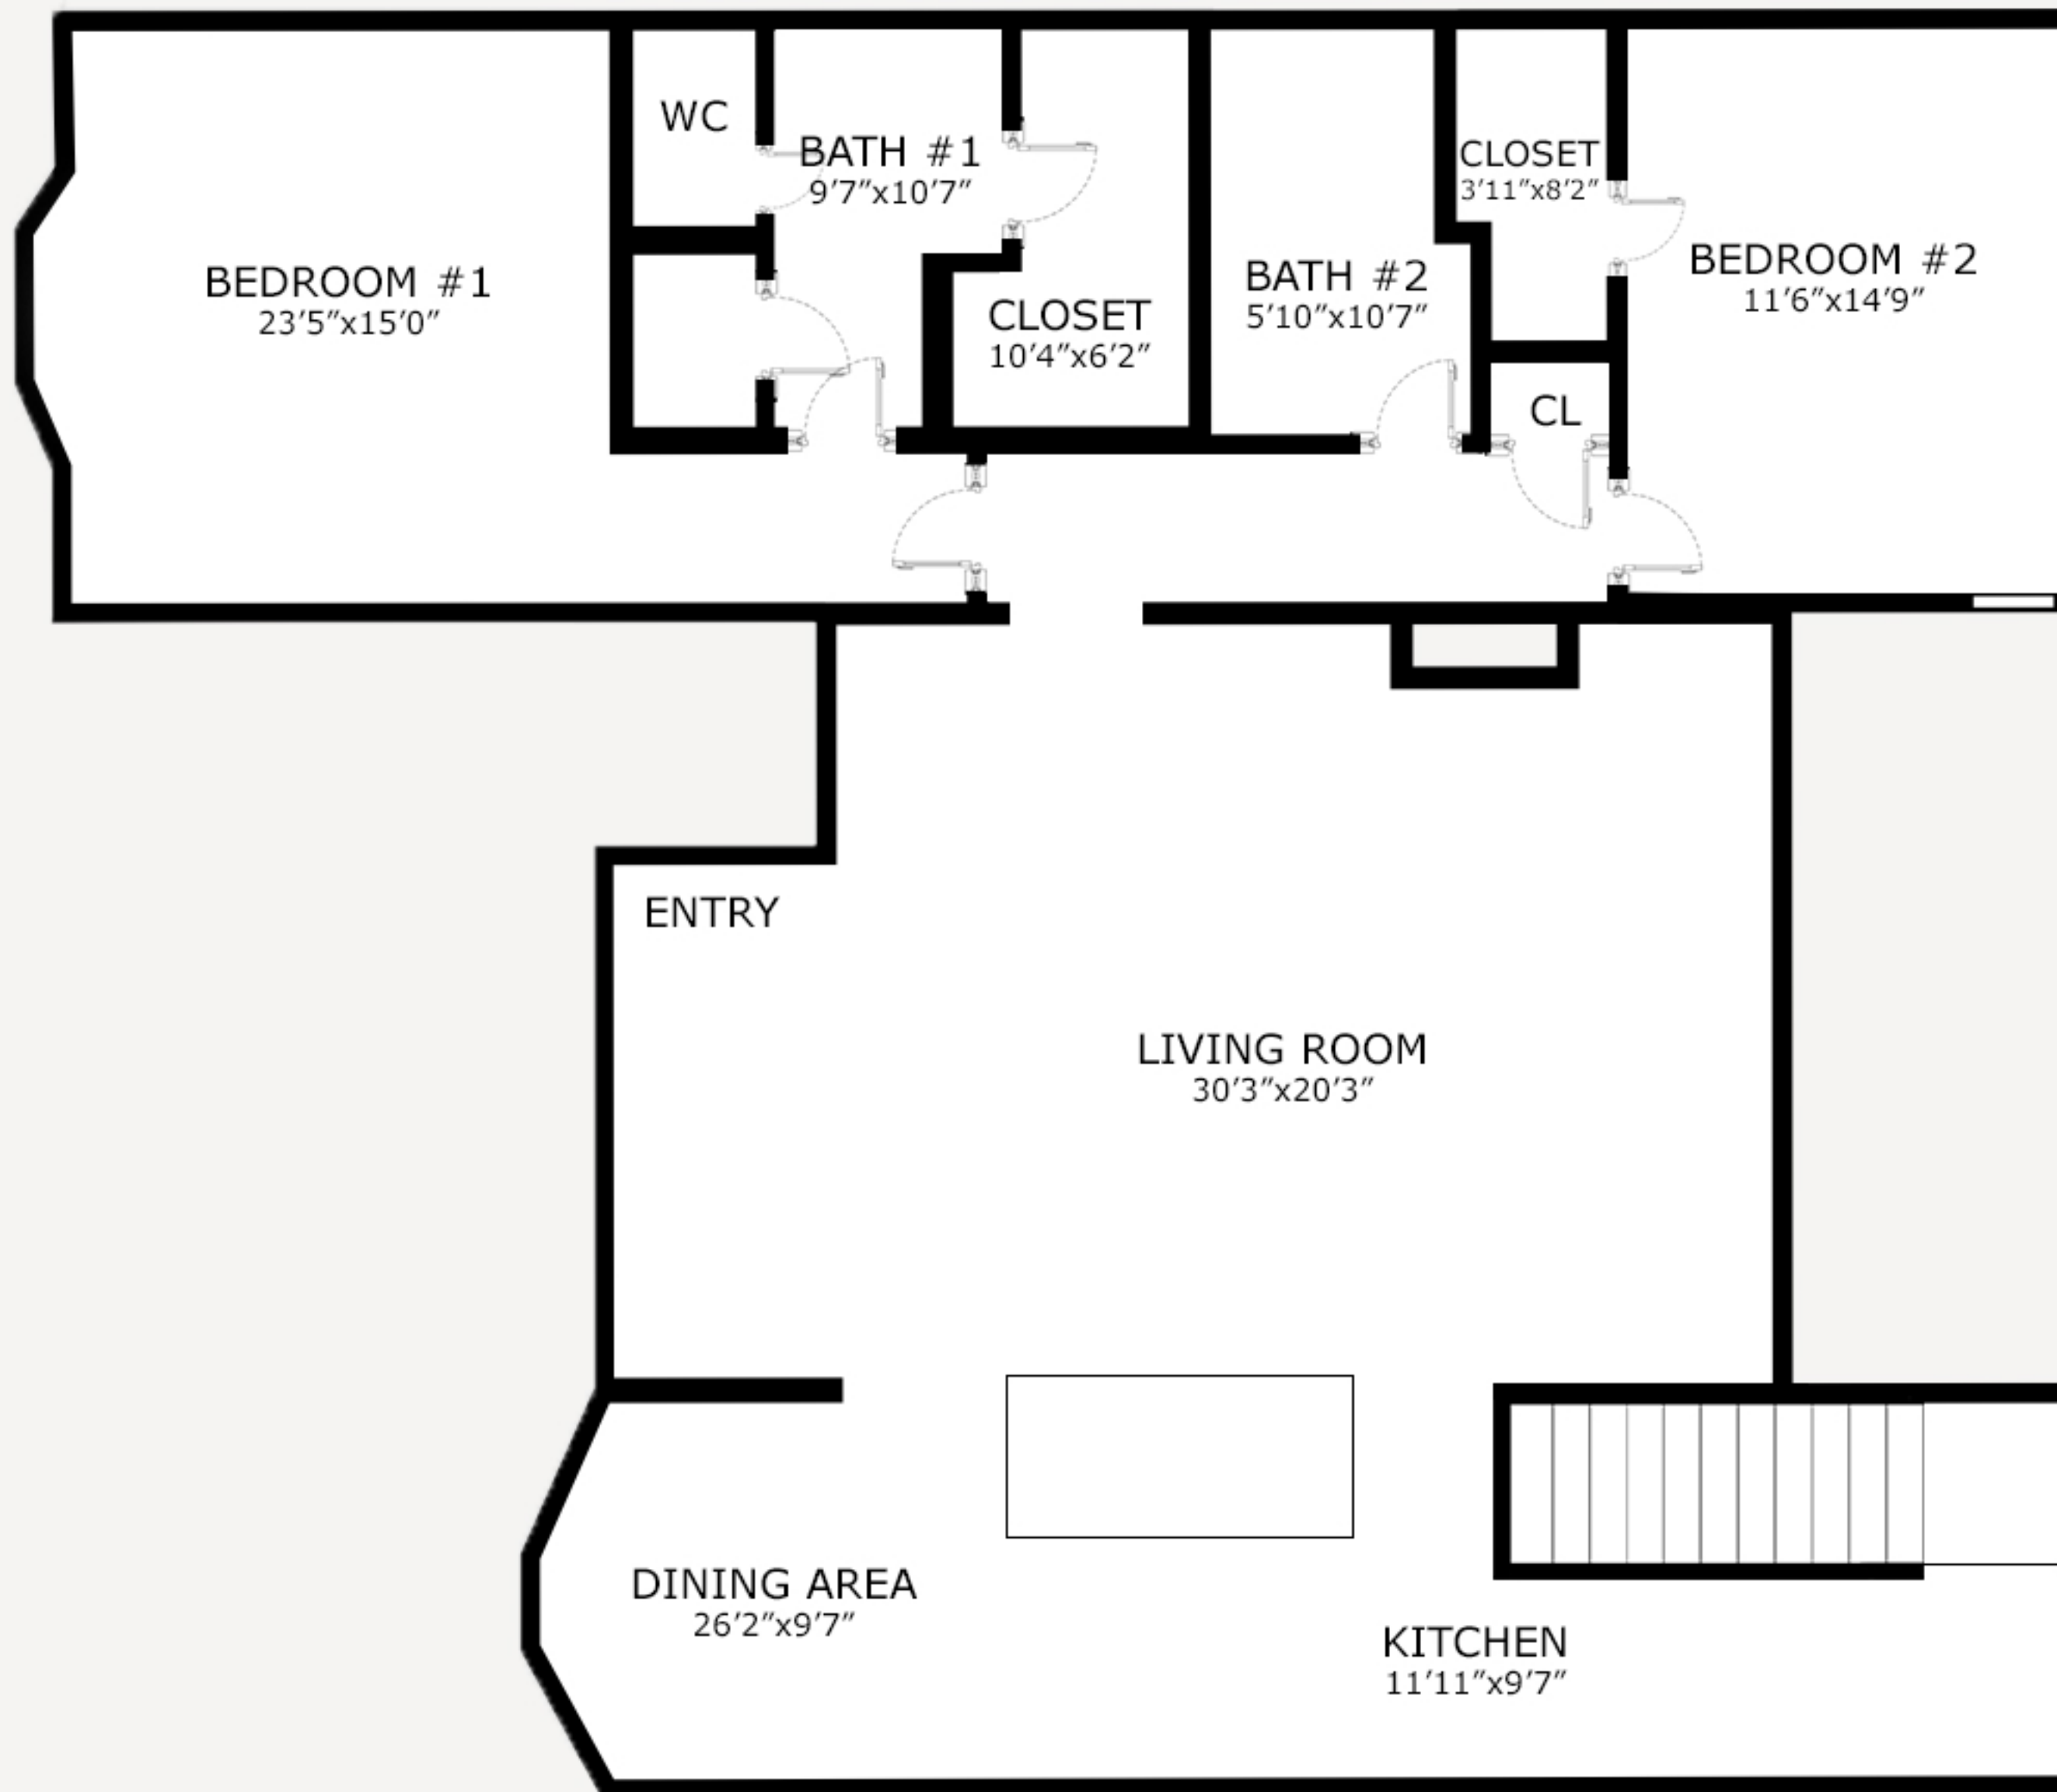 WC
BATH #1
9′7″x10′7″
CLOSET
3′11″x8′2″
BEDROOM #1
23′5″x15′0″
CLOSET
10′4″x6′2″
BATH #2
5′10″x10′7″
BEDROOM #2
11′6″x14′9″
CL
ENTRY
LIVING ROOM
30′3″x20′3″
DINING AREA
26′2″x9′7″
KITCHEN
11′11″x9′7″